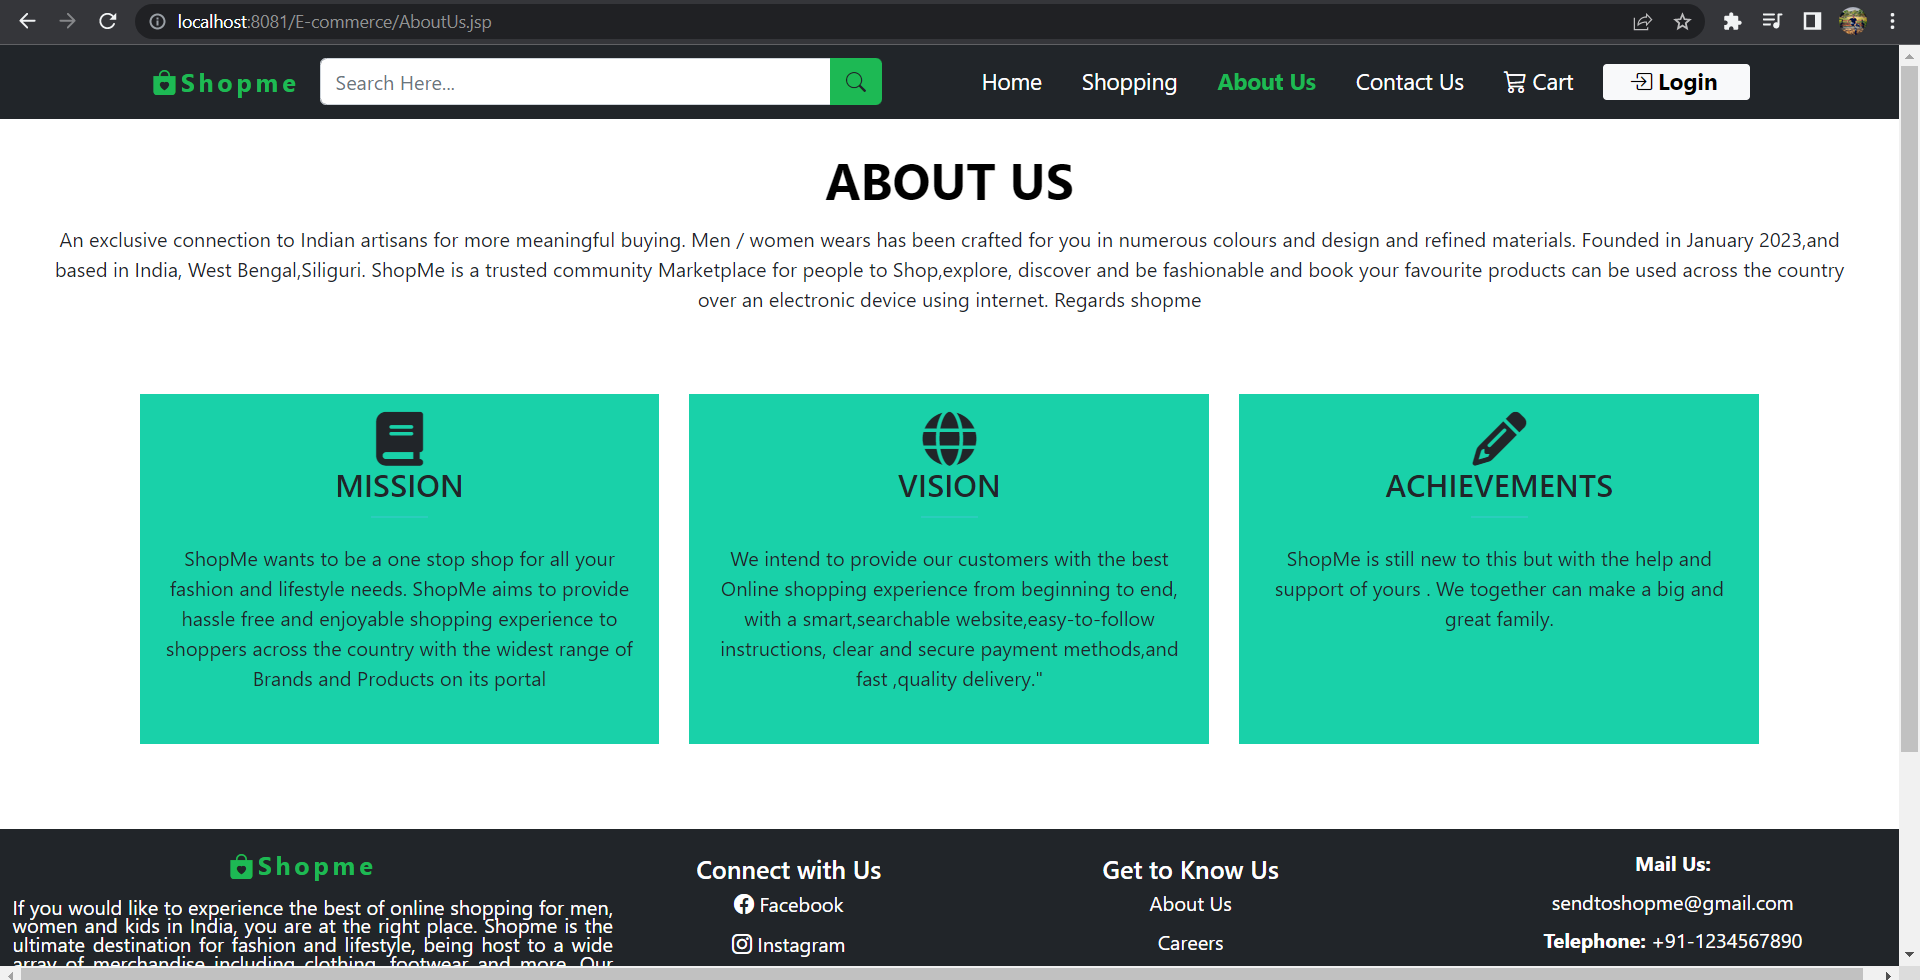 localhost:8081/E-commerce/AboutUs.jsp
Shopme
Search Here...
Home
Shopping
About Us
Contact Us
Cart
Login
ABOUT US
An exclusive connection to Indian artisans for more meaningful buying. Men / women wears has been crafted for you in numerous colours and design and refined materials. Founded in January 2023,and
based in India, West Bengal,Siliguri. ShopMe is a trusted community Marketplace for people to Shop,explore, discover and be fashionable and book your favourite products can be used across the country
over an electronic device using internet. Regards shopme
MISSION
ShopMe wants to be a one stop shop for all your
fashion and lifestyle needs. ShopMe aims to provide
hassle free and enjoyable shopping experience to
shoppers across the country with the widest range of
Brands and Products on its portal
VISION
We intend to provide our customers with the best
Online shopping experience from beginning to end,
with a smart,searchable website,easy-to-follow
instructions, clear and secure payment methods,and
fast ,quality delivery."
ACHIEVEMENTS
ShopMe is still new to this but with the help and
support of yours . We together can make a big and
great family.
Shopme
If you would like to experience the best of online shopping for men,
women and kids in India, you are at the right place. Shopme is the
ultimate destination for fashion and lifestyle, being host to a wide
array of merchandise including clothing, footwear and more. Our
Connect with Us
Facebook
Instagram
Get to Know Us
About Us
Careers
Mail Us:
sendtoshopme@gmail.com
Telephone: +91-1234567890